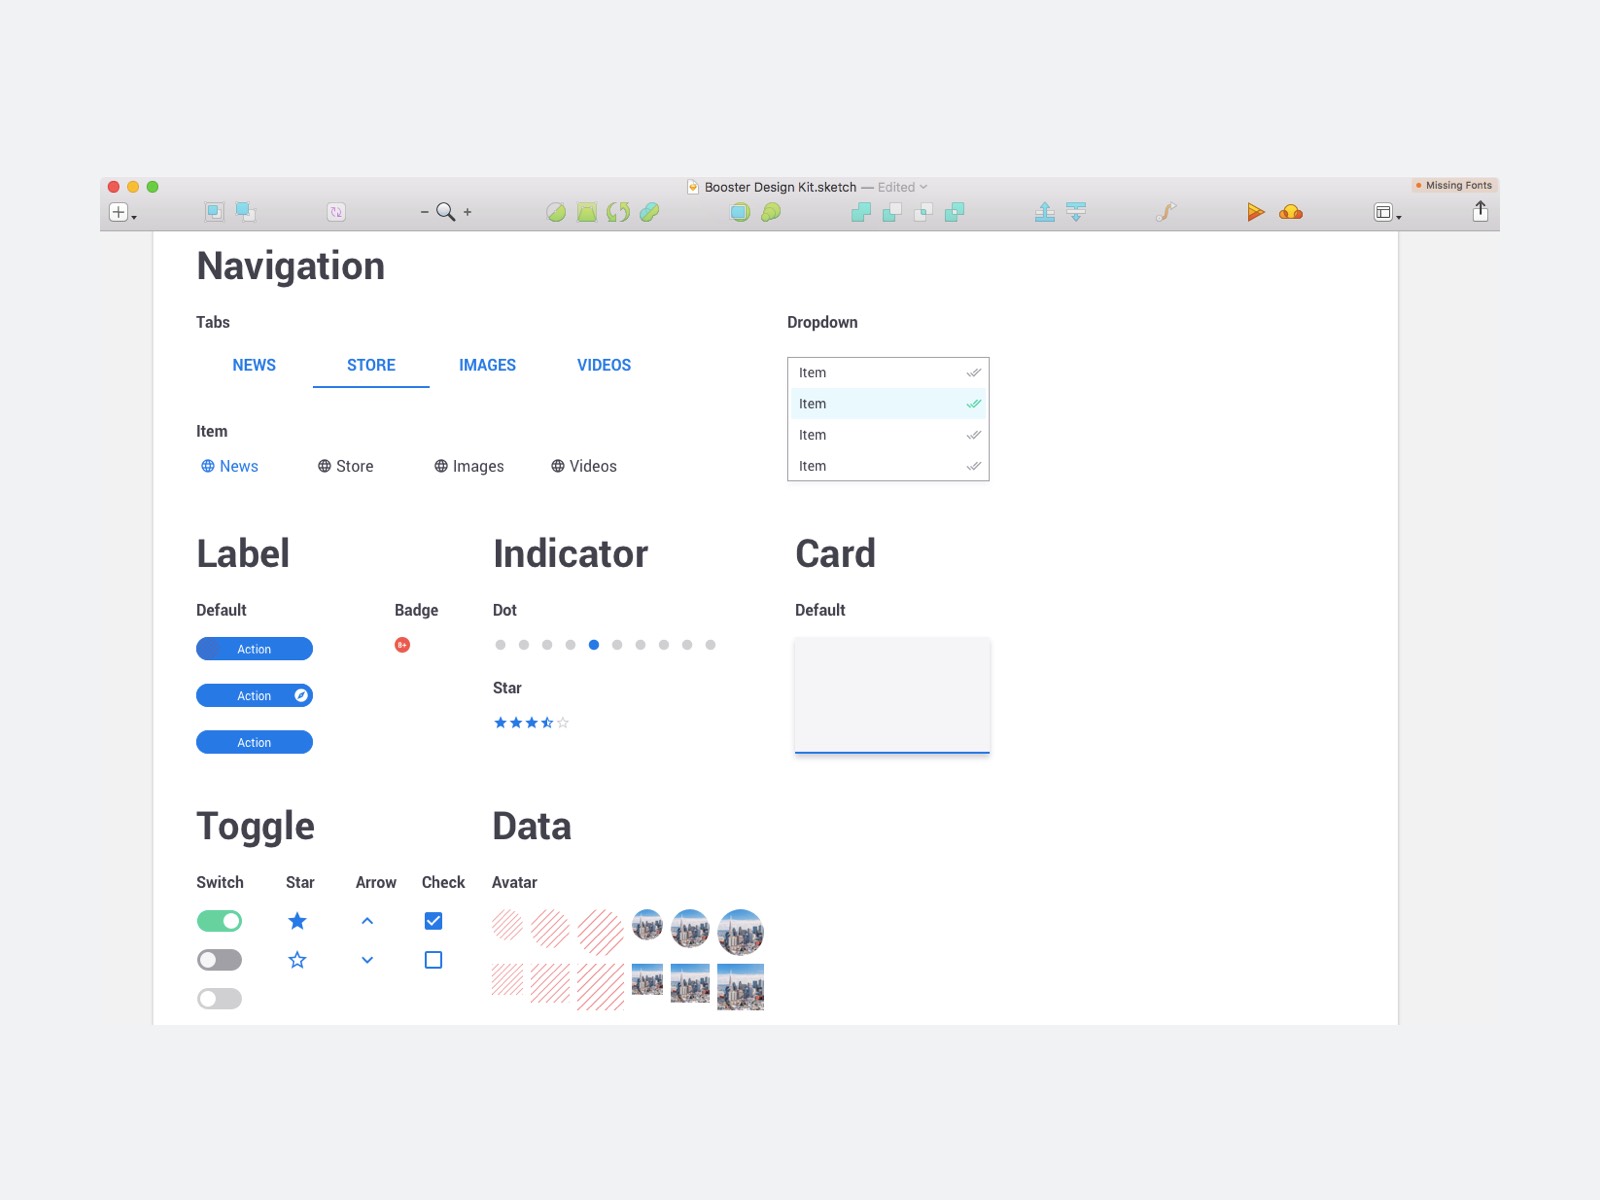 Booster Design Kit.sketch — Edited
Missing Fonts
Navigation
Tabs
NEWS STORE IMAGES VIDEOS
Item
News Store Images Videos
Dropdown
Item
Item
Item
Item
Label
Default
Action
Action
Action
Badge
8+
Indicator
Dot
Star
Card
Default
Toggle
Switch Star Arrow Check
Data
Avatar